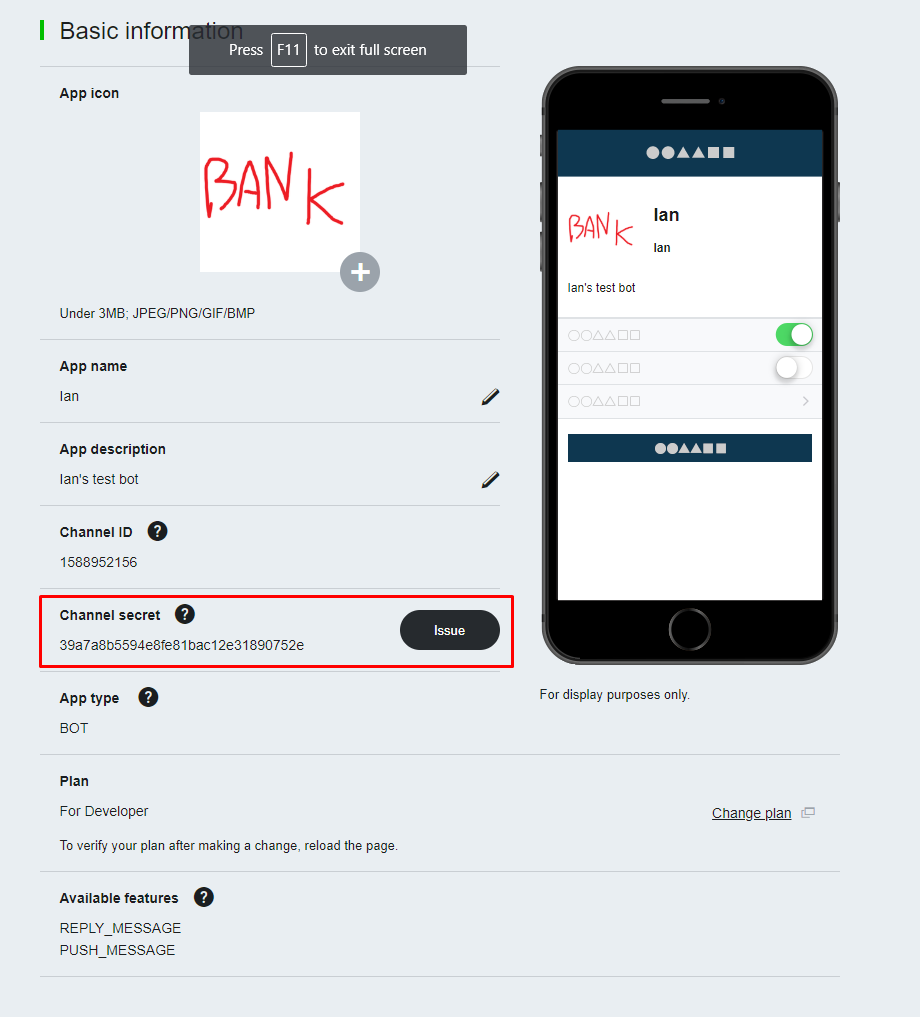 Basic information
Press F11 to exit full screen
App icon
BANK
Under 3MB; JPEG/PNG/GIF/BMP
App name
Ian
App description
Ian's test bot
Channel ID ?
1588952156
Channel secret ?
39a7a8b5594e8fe81bac12e31890752e
Issue
App type ?
BOT
Plan
For Developer
Change plan
To verify your plan after making a change, reload the page.
Available features ?
REPLY_MESSAGE
PUSH_MESSAGE
BANK
Ian
Ian
Ian's test bot
For display purposes only.